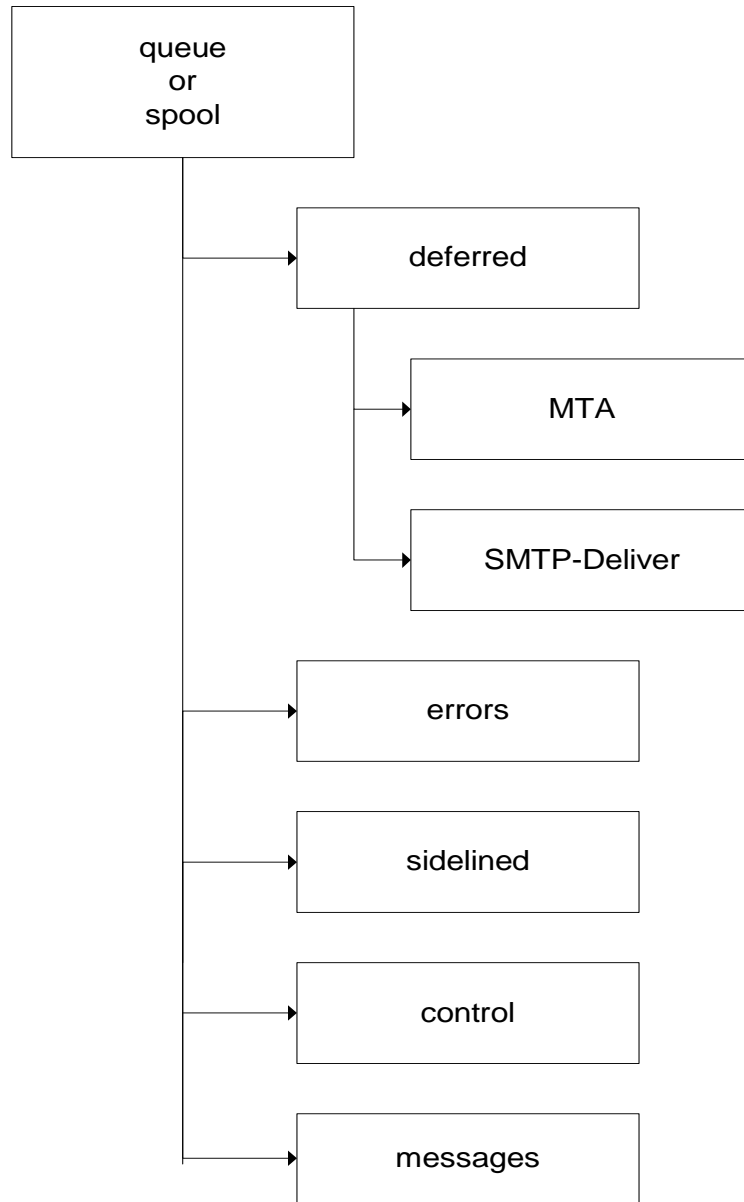 queue
or
spool
deferred
MTA
SMTP-Deliver
errors
sidelined
control
messages